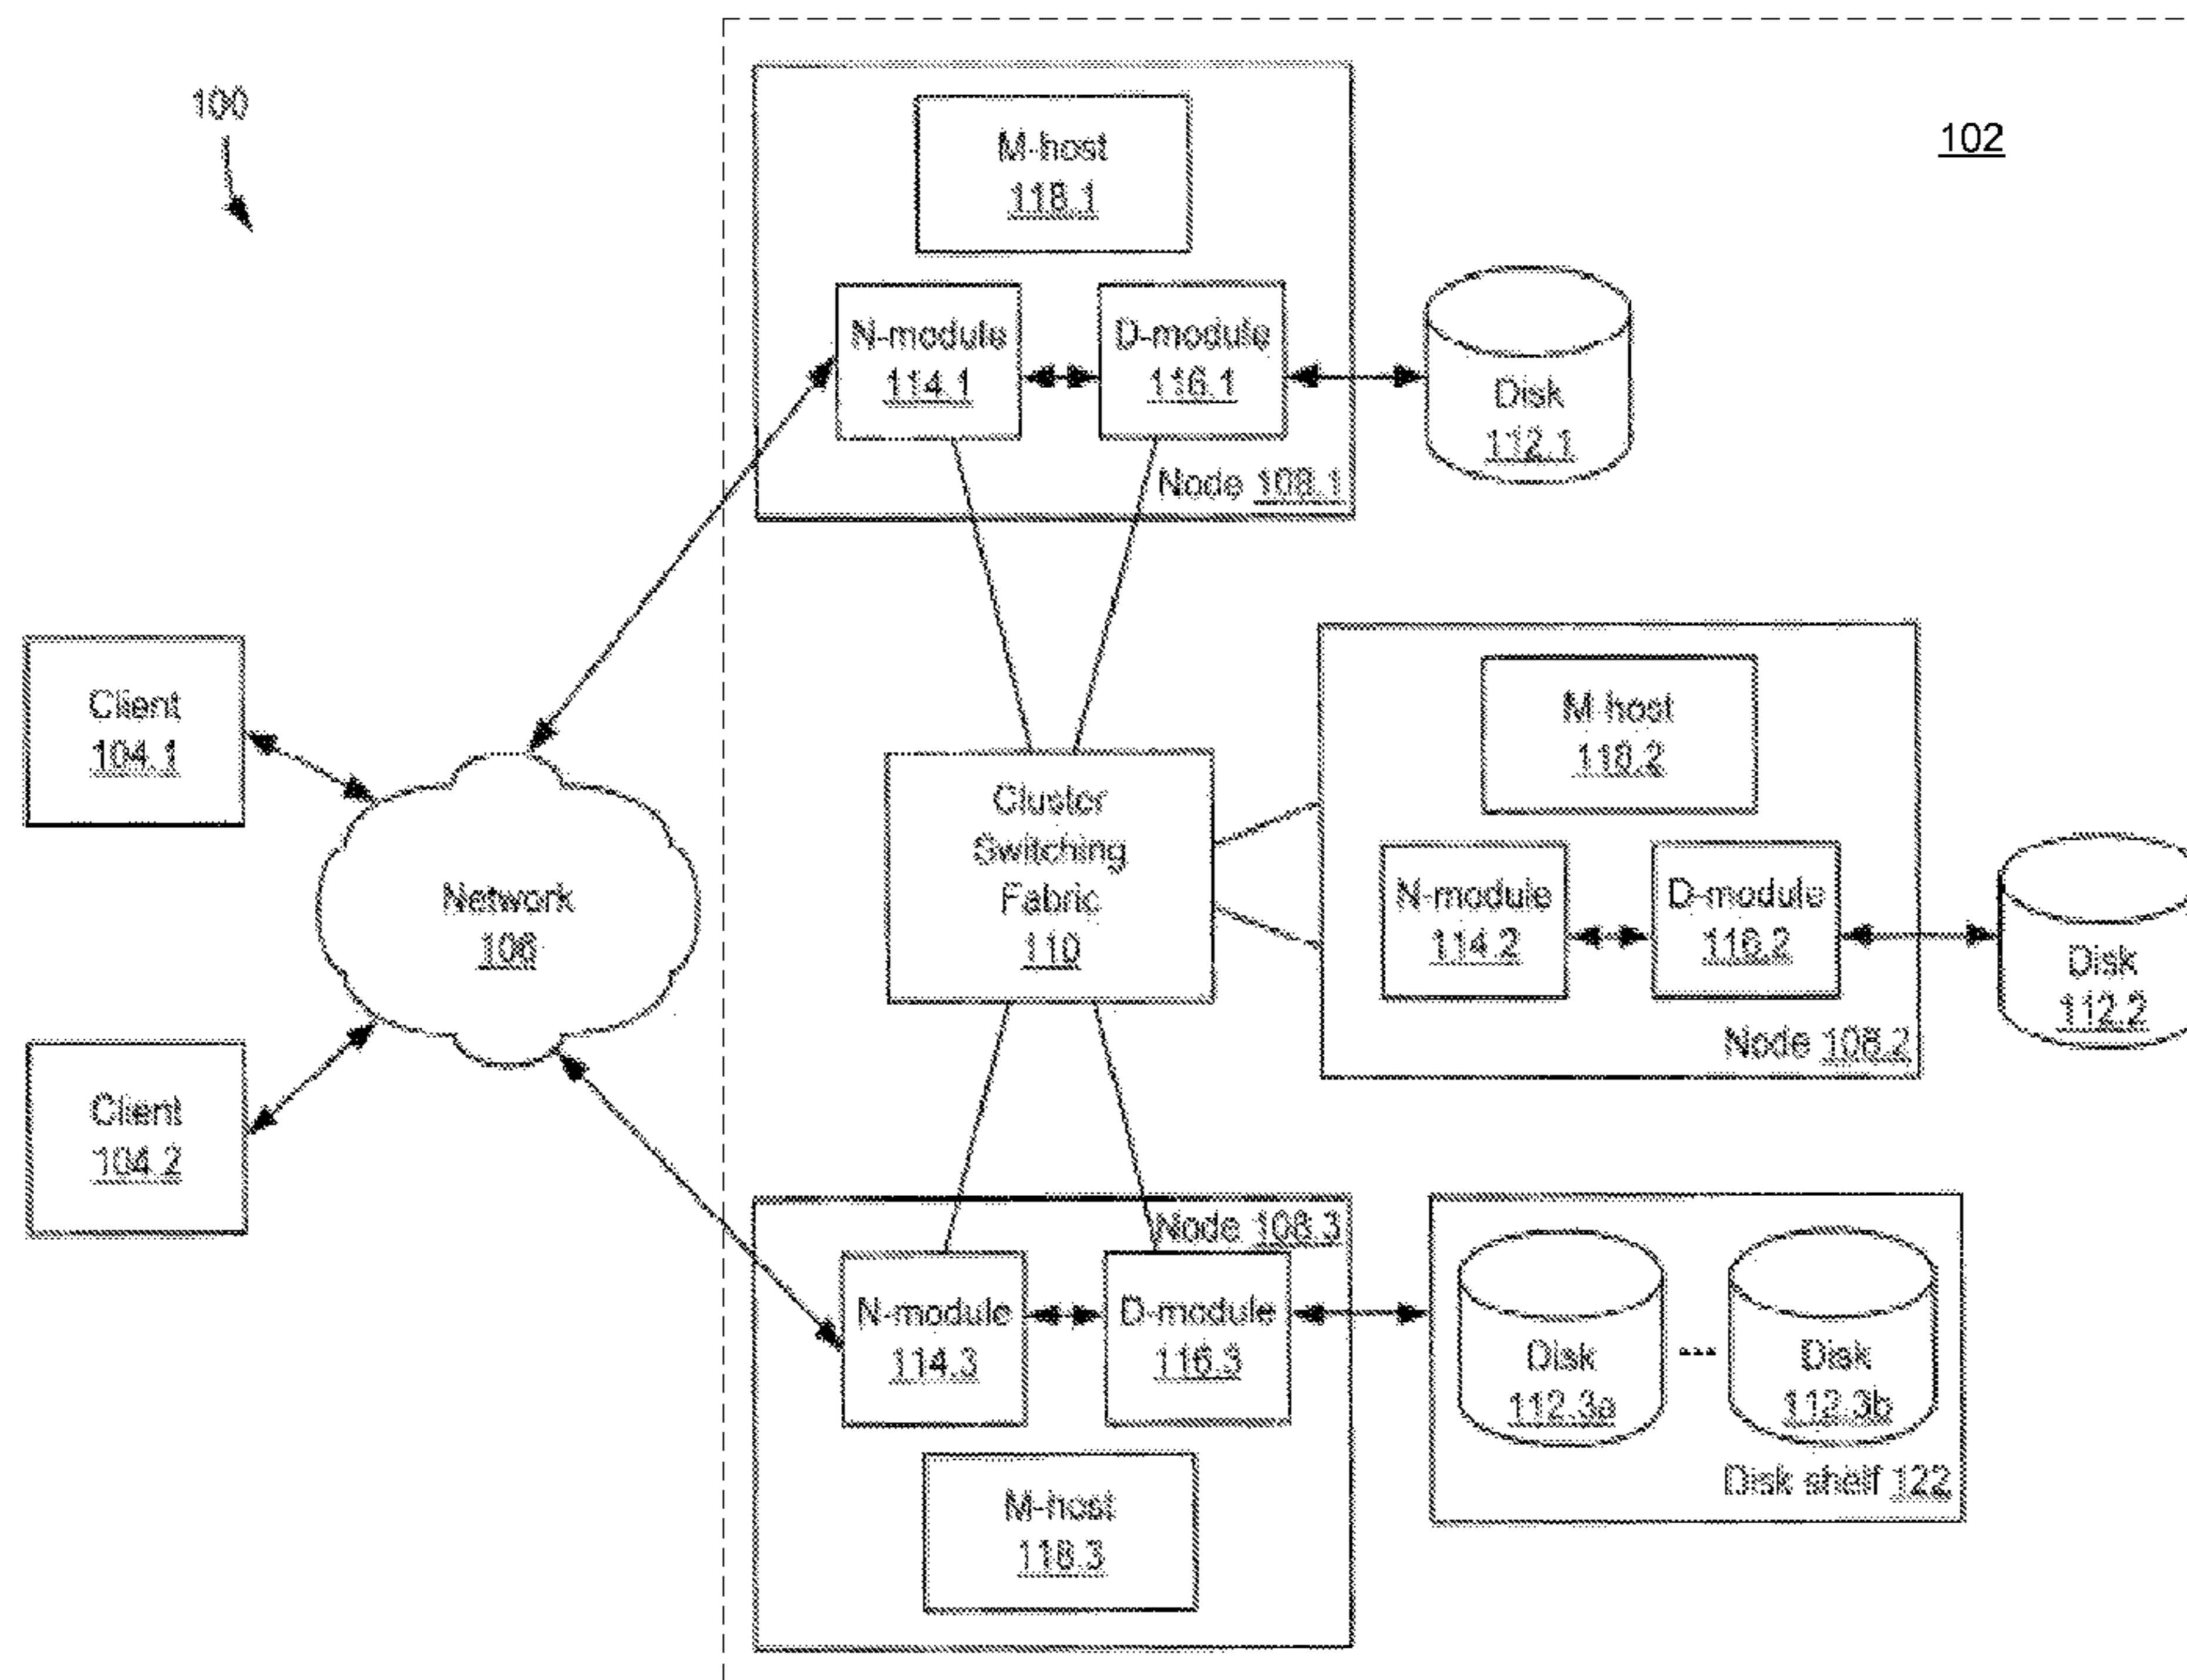 100
102
M-host
118.1
N-module
114.1
D-module
116.1
Node 108.1
Disk
112.1
Client
104.1
Network
106
Client
104.2
Cluster
Switching
Fabric
110
M-host
118.2
N-module
114.2
D-module
116.2
Node 108.2
Disk
112.2
Node 108.3
N-module
114.3
D-module
116.3
M-host
118.3
Disk
112.3a
...
Disk
112.3b
Disk shelf 122